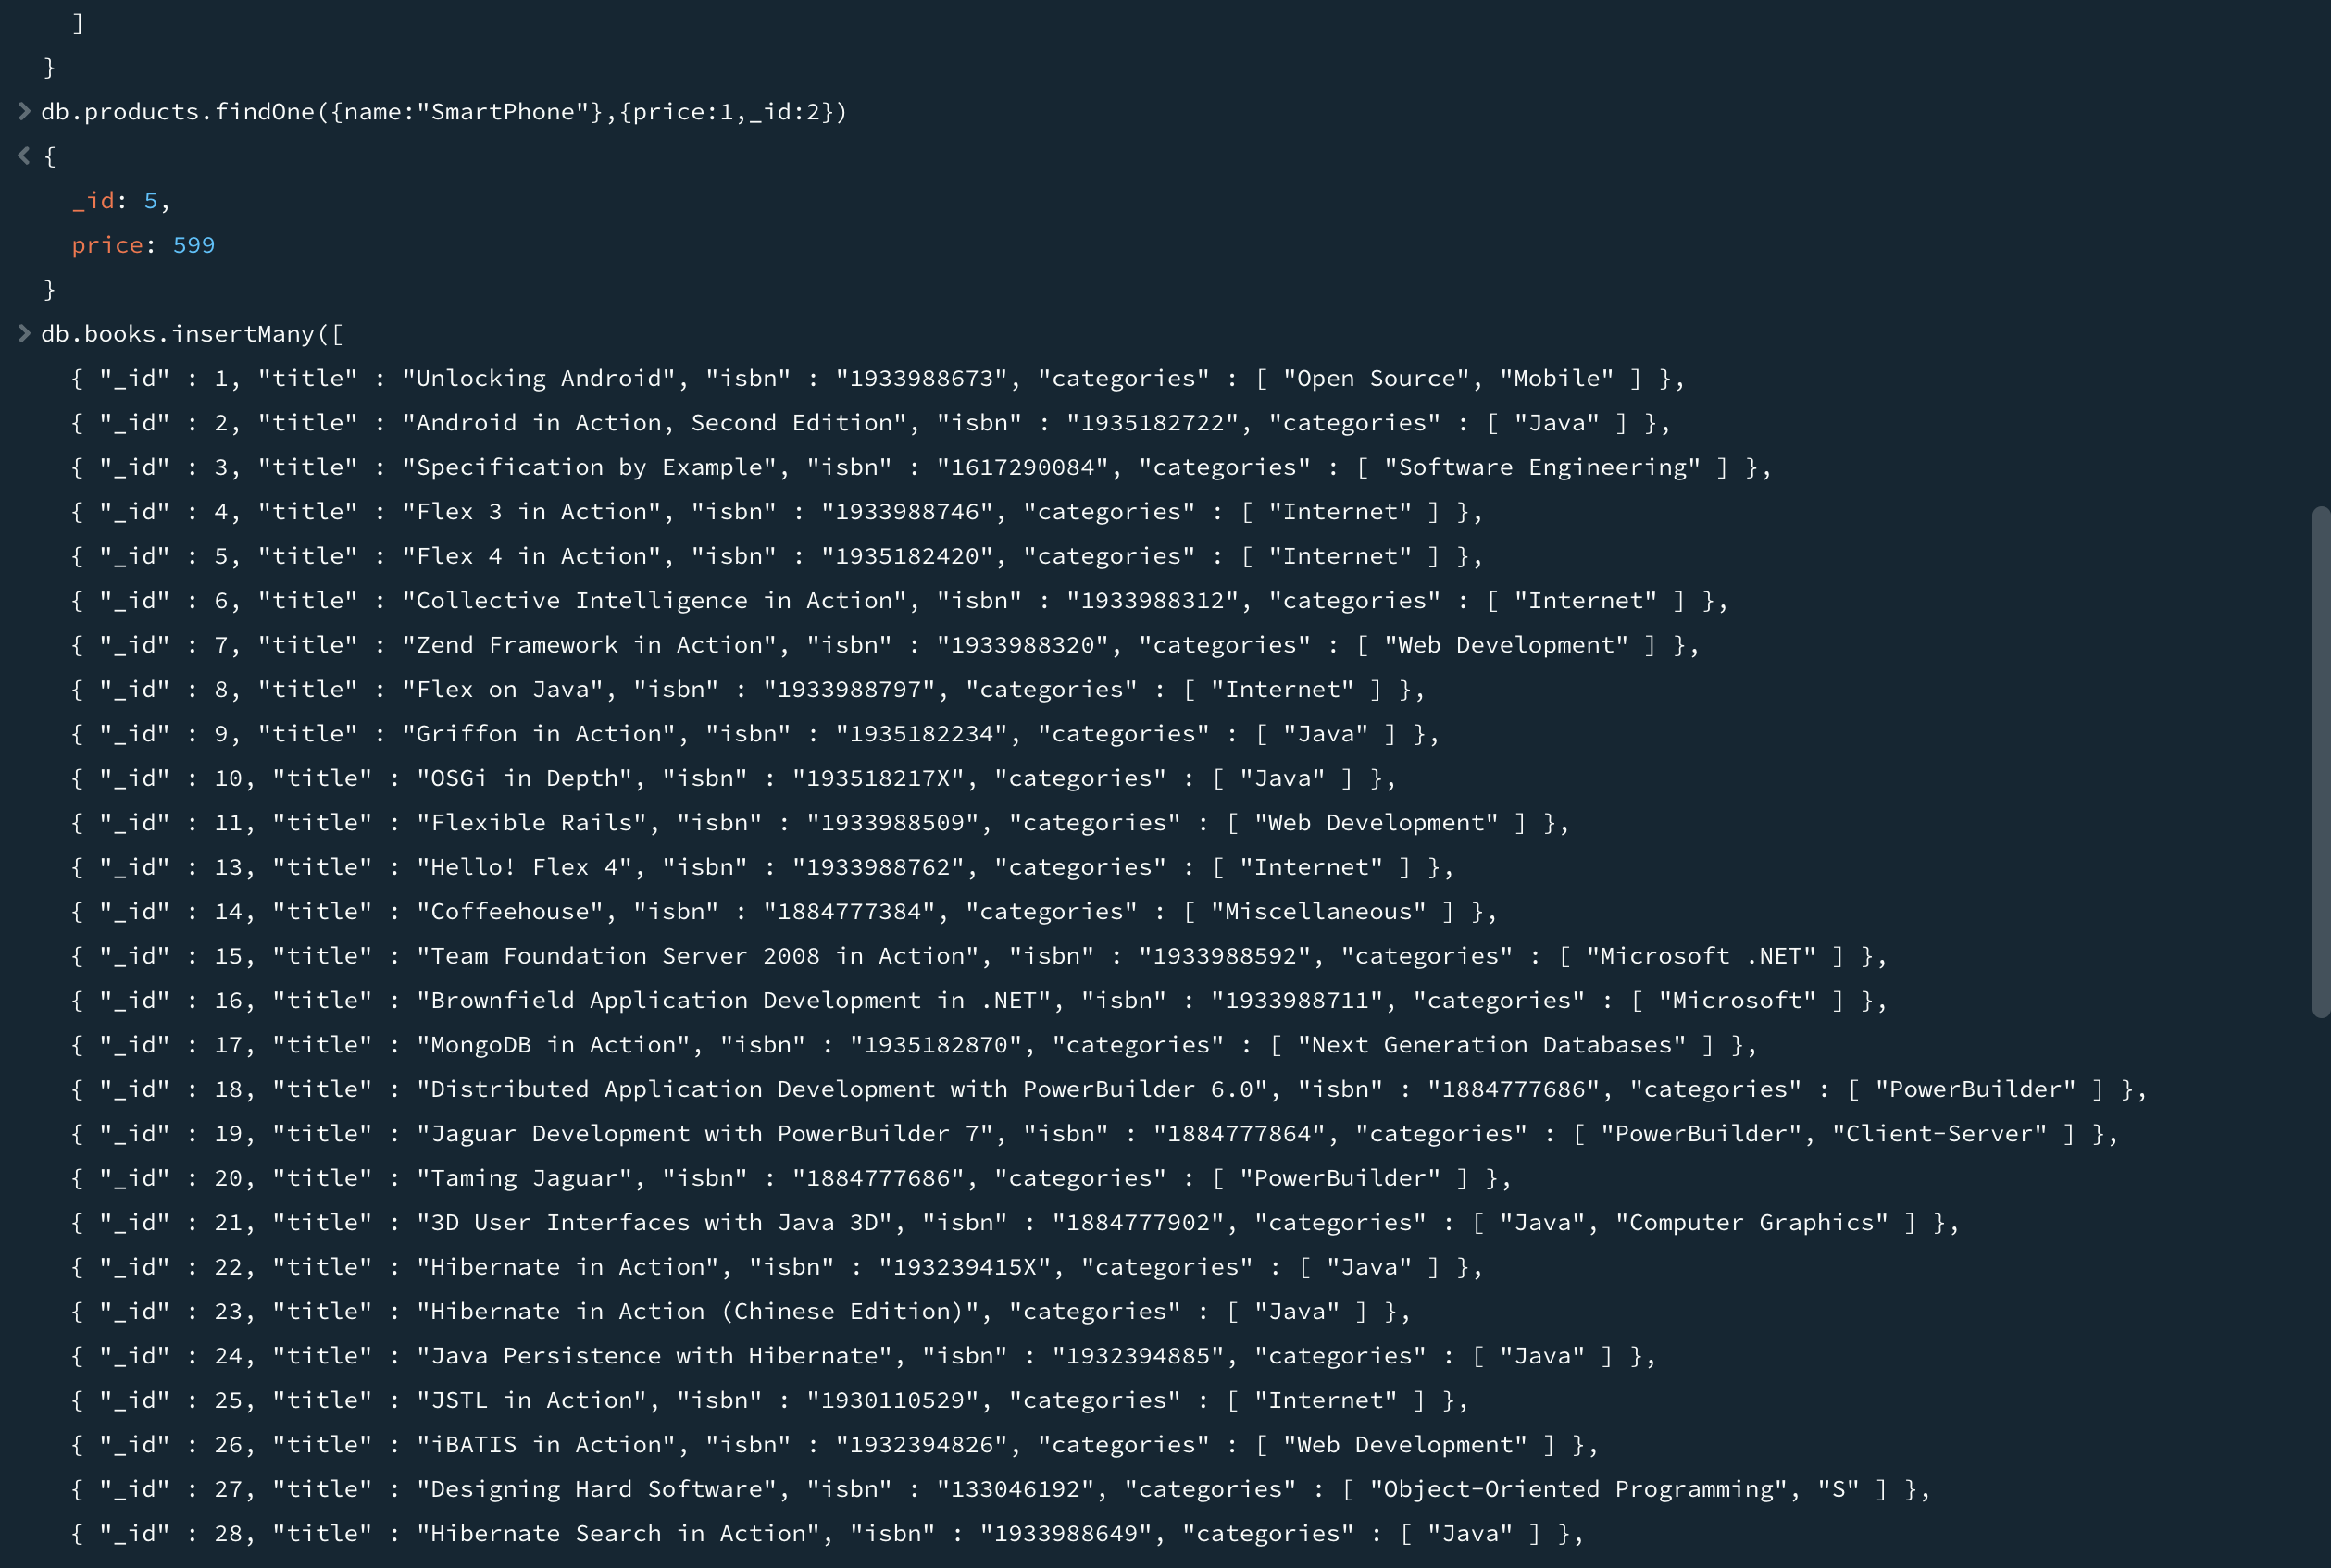 ]
}
db.products.findOne({name:"SmartPhone"},{price:1,_id:2})
{
_id: 5,
price: 599
}
db.books.insertMany([
{ "_id" : 1, "title" : "Unlocking Android", "isbn" : "1933988673", "categories" : [ "Open Source", "Mobile" ] },
{ "_id" : 2, "title" : "Android in Action, Second Edition", "isbn" : "1935182722", "categories" : [ "Java" ] },
{ "_id" : 3, "title" : "Specification by Example", "isbn" : "1617290084", "categories" : [ "Software Engineering" ] },
{ "_id" : 4, "title" : "Flex 3 in Action", "isbn" : "1933988746", "categories" : [ "Internet" ] },
{ "_id" : 5, "title" : "Flex 4 in Action", "isbn" : "1935182420", "categories" : [ "Internet" ] },
{ "_id" : 6, "title" : "Collective Intelligence in Action", "isbn" : "1933988312", "categories" : [ "Internet" ] },
{ "_id" : 7, "title" : "Zend Framework in Action", "isbn" : "1933988320", "categories" : [ "Web Development" ] },
{ "_id" : 8, "title" : "Flex on Java", "isbn" : "1933988797", "categories" : [ "Internet" ] },
{ "_id" : 9, "title" : "Griffon in Action", "isbn" : "1935182234", "categories" : [ "Java" ] },
{ "_id" : 10, "title" : "OSGi in Depth", "isbn" : "193518217X", "categories" : [ "Java" ] },
{ "_id" : 11, "title" : "Flexible Rails", "isbn" : "1933988509", "categories" : [ "Web Development" ] },
{ "_id" : 13, "title" : "Hello! Flex 4", "isbn" : "1933988762", "categories" : [ "Internet" ] },
{ "_id" : 14, "title" : "Coffeehouse", "isbn" : "1884777384", "categories" : [ "Miscellaneous" ] },
{ "_id" : 15, "title" : "Team Foundation Server 2008 in Action", "isbn" : "1933988592", "categories" : [ "Microsoft .NET" ] },
{ "_id" : 16, "title" : "Brownfield Application Development in .NET", "isbn" : "1933988711", "categories" : [ "Microsoft" ] },
{ "_id" : 17, "title" : "MongoDB in Action", "isbn" : "1935182870", "categories" : [ "Next Generation Databases" ] },
{ "_id" : 18, "title" : "Distributed Application Development with PowerBuilder 6.0", "isbn" : "1884777686", "categories" : [ "PowerBuilder" ] },
{ "_id" : 19, "title" : "Jaguar Development with PowerBuilder 7", "isbn" : "1884777864", "categories" : [ "PowerBuilder", "Client-Server" ] },
{ "_id" : 20, "title" : "Taming Jaguar", "isbn" : "1884777686", "categories" : [ "PowerBuilder" ] },
{ "_id" : 21, "title" : "3D User Interfaces with Java 3D", "isbn" : "1884777902", "categories" : [ "Java", "Computer Graphics" ] },
{ "_id" : 22, "title" : "Hibernate in Action", "isbn" : "193239415X", "categories" : [ "Java" ] },
{ "_id" : 23, "title" : "Hibernate in Action (Chinese Edition)", "categories" : [ "Java" ] },
{ "_id" : 24, "title" : "Java Persistence with Hibernate", "isbn" : "1932394885", "categories" : [ "Java" ] },
{ "_id" : 25, "title" : "JSTL in Action", "isbn" : "1930110529", "categories" : [ "Internet" ] },
{ "_id" : 26, "title" : "iBATIS in Action", "isbn" : "1932394826", "categories" : [ "Web Development" ] },
{ "_id" : 27, "title" : "Designing Hard Software", "isbn" : "133046192", "categories" : [ "Object-Oriented Programming", "S" ] },
{ "_id" : 28, "title" : "Hibernate Search in Action", "isbn" : "1933988649", "categories" : [ "Java" ] },